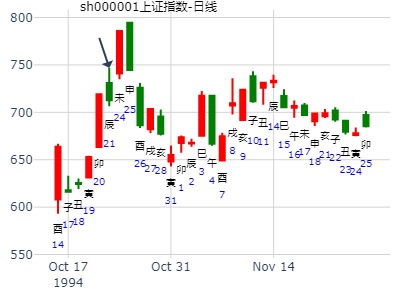 sh000001上证指数-日线
800
750
700
650
600
550
酉
14
子
17
丑
18
寅
19
卯
20
辰
21
未
24
申
25
酉
26
戌
27
亥
28
寅
31
卯
1
辰
2
巳
3
午
4
酉
7
戌
8
亥
9
子
10
丑
11
辰
14
巳
15
午
16
未
17
申
18
亥
21
子
22
丑
23
寅
24
卯
25
Oct 17
1994
Oct 31
Nov 14